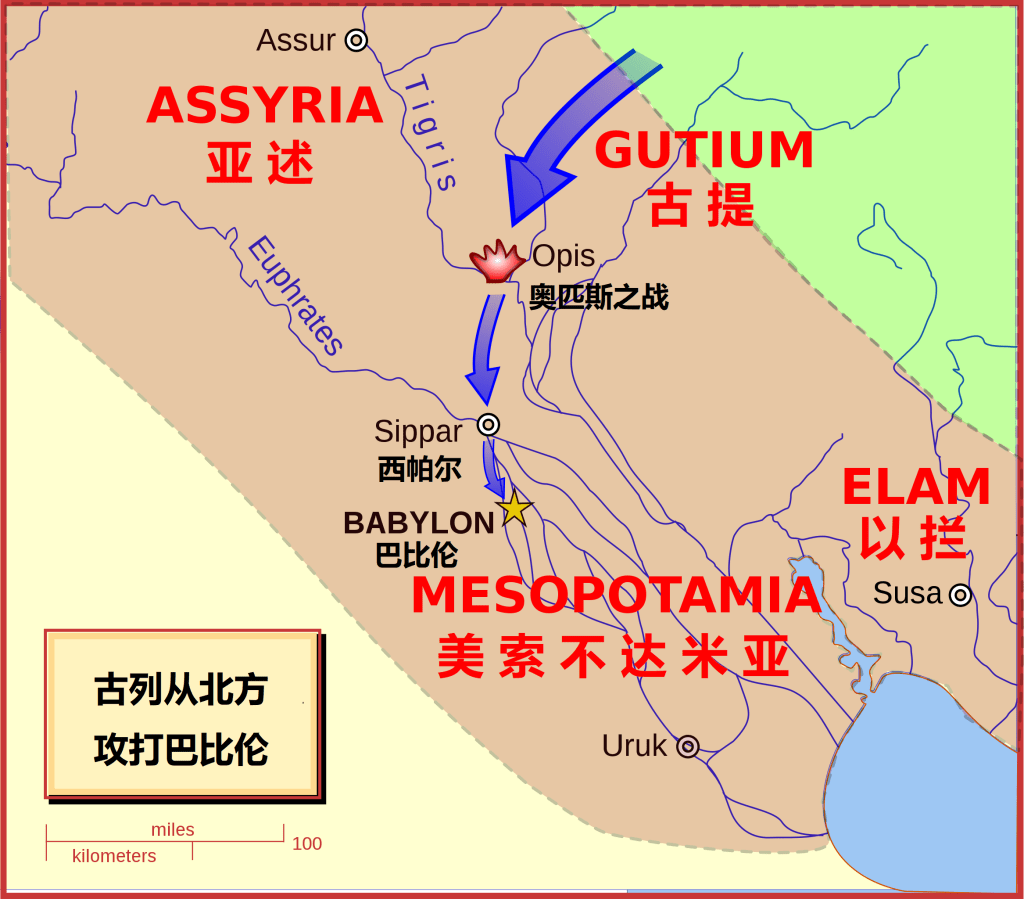 Assur
ASSYRIA
亚述
Tigris
GUTIUM
古提
Euphrates
Opis
奥匹斯之战
Sippar
西帕尔
BABYLON
巴比伦
ELAM
以拦
Susa
MESOPOTAMIA
美索不达米亚
Uruk
古列从北方
攻打巴比伦
miles
kilometers
100